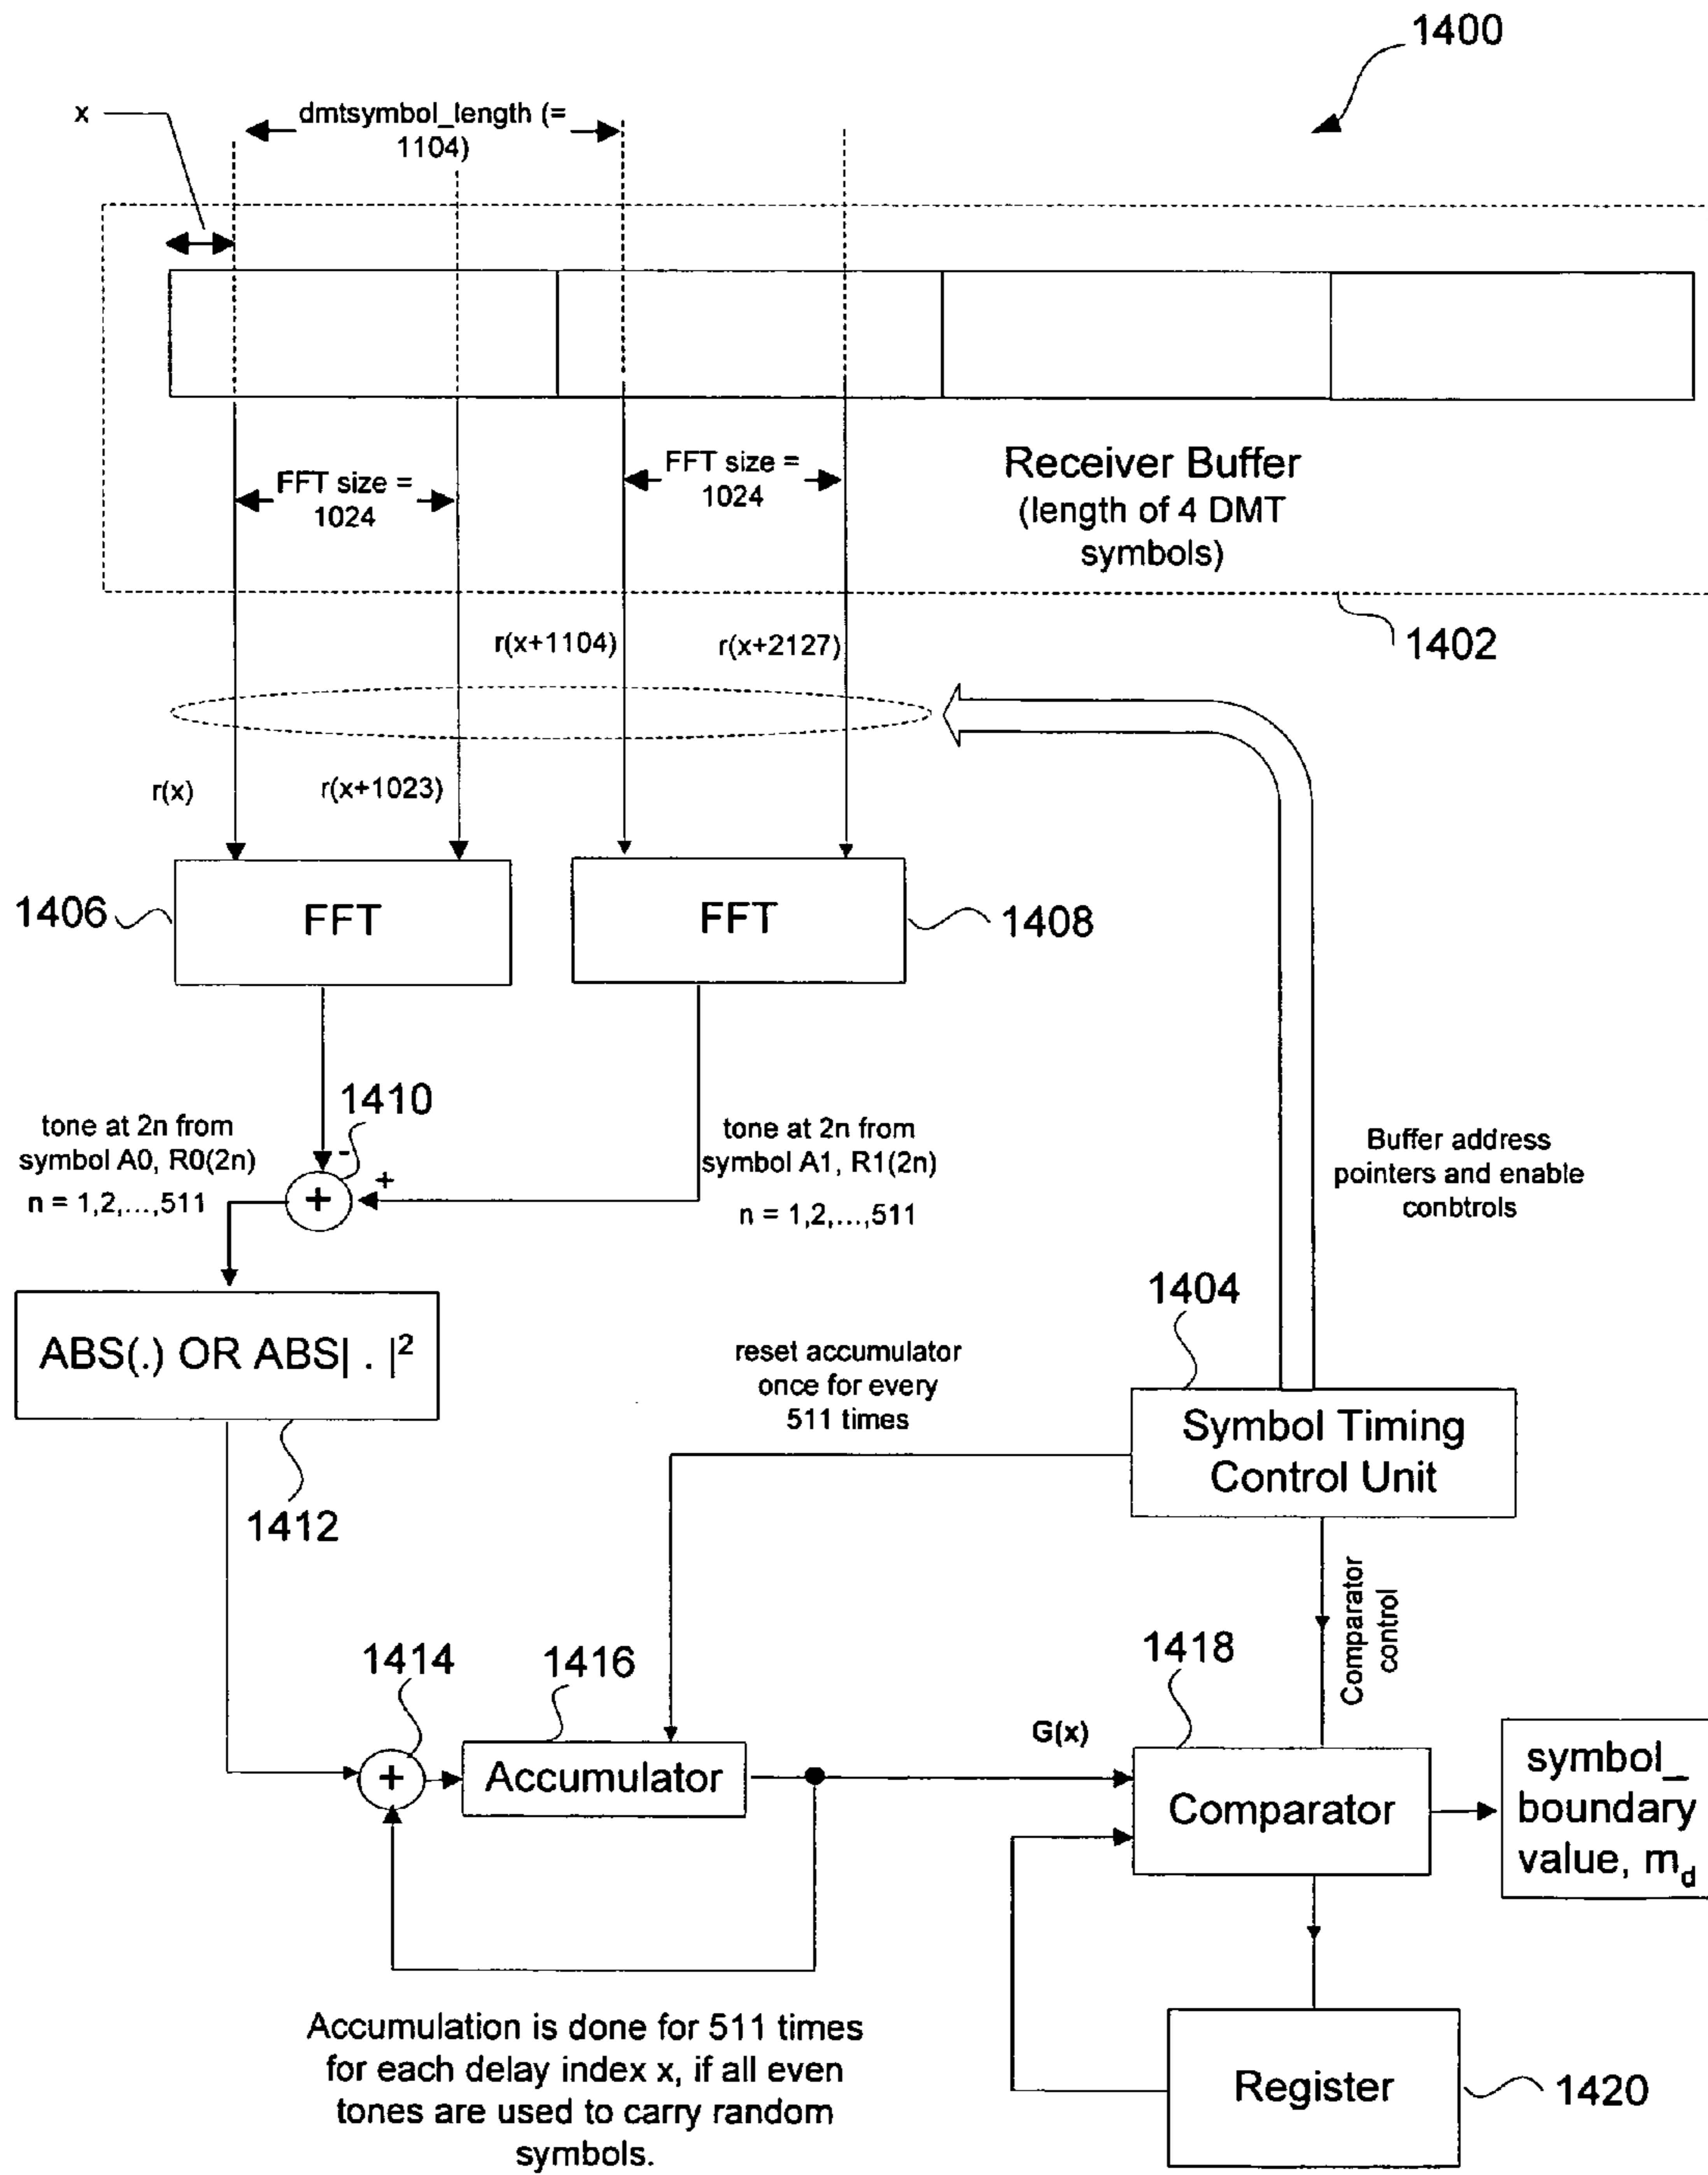 1400
x
dmtsymbol_length (=
1104)
FFT size =
1024
FFT size =
1024
Receiver Buffer
(length of 4 DMT
symbols)
1402
r(x+1104)
r(x+2127)
r(x)
r(x+1023)
1406
FFT
FFT
1408
1410
tone at 2n from
symbol A0, R0(2n)
n = 1,2,...,511
-
+
+
tone at 2n from
symbol A1, R1(2n)
n = 1,2,...,511
Buffer address
pointers and enable
conbtrols
1404
ABS(.) OR ABS| . |²
1412
reset accumulator
once for every
511 times
Symbol Timing
Control Unit
Comparator
control
1414
1416
1418
+
Accumulator
G(x)
Comparator
symbol_
boundary
value, m_d
Accumulation is done for 511 times
for each delay index x, if all even
tones are used to carry random
symbols.
Register
1420